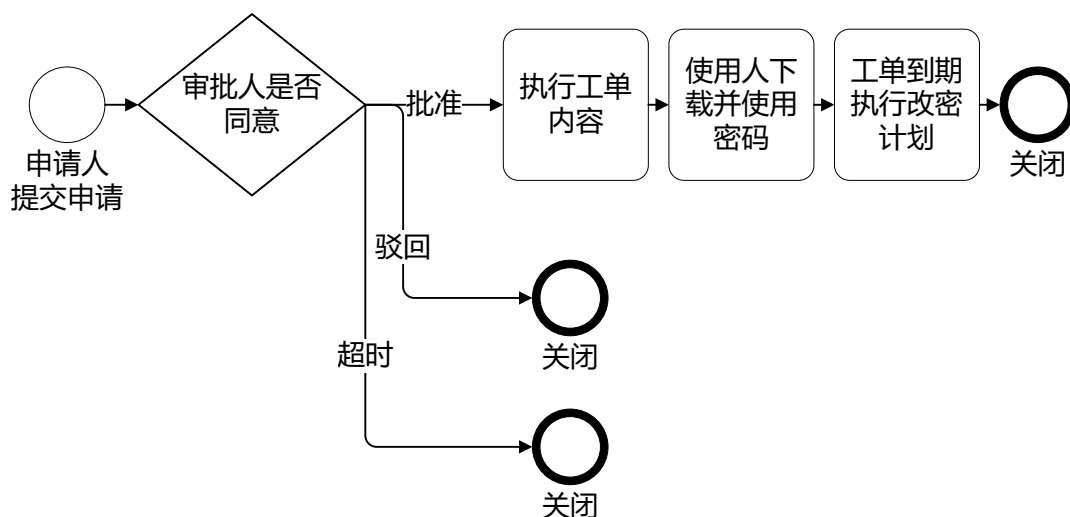 申请人
提交申请
审批人是否
同意
批准
执行工单
内容
使用人下
载并使用
密码
工单到期
执行改密
计划
关闭
驳回
关闭
超时
关闭